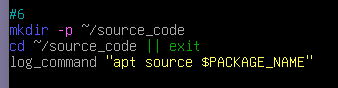 #6
mkdir -p ~/source_code
cd ~/source_code || exit
log_command "apt source $PACKAGE_NAME"